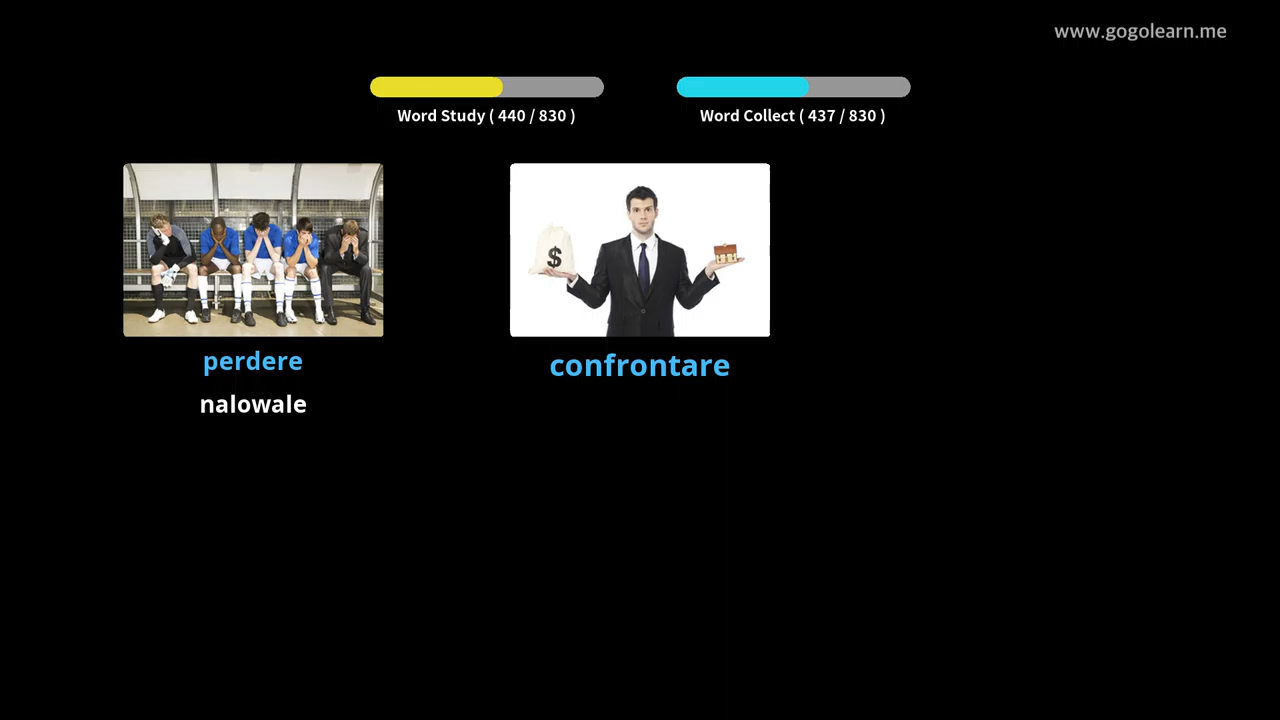 www.gogolearn.me
Word Study ( 440 / 830 )
Word Collect ( 437 / 830 )
$
perdere
nalowale
confrontare